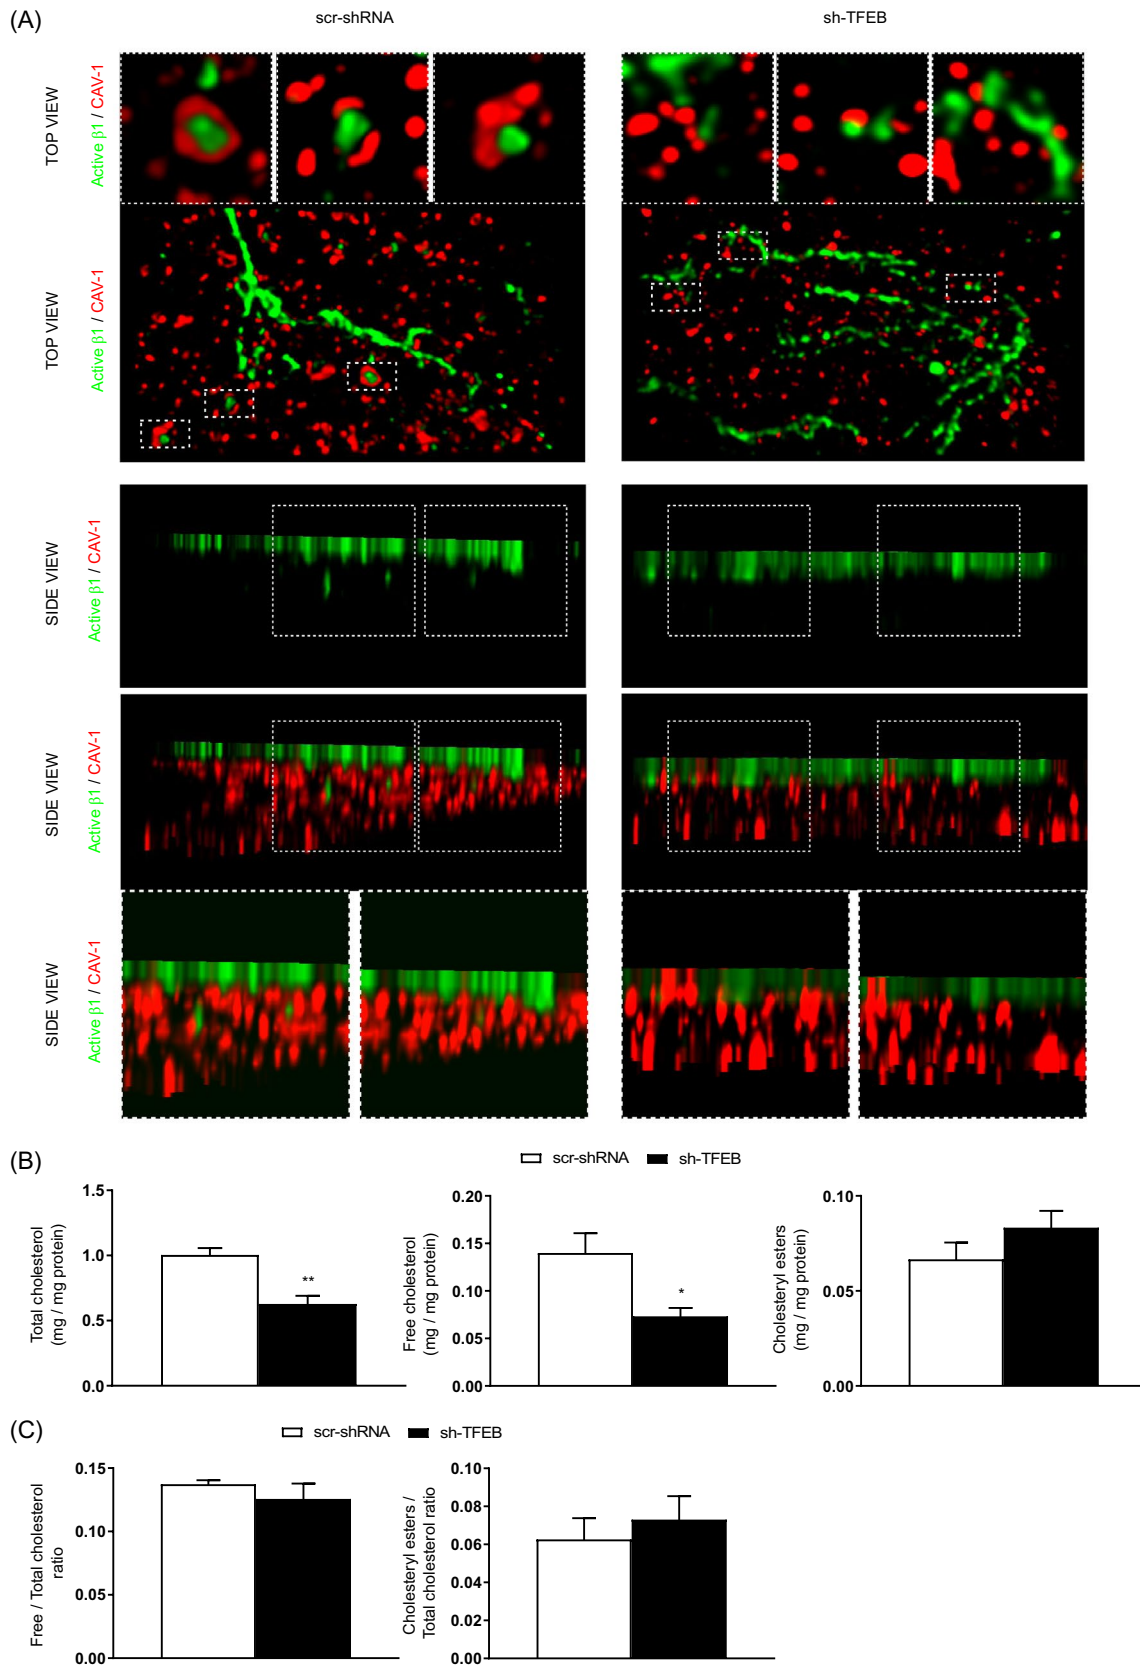 (A)
scr-shRNA
sh-TFEB
TOP VIEW
Active β1 / CAV-1
TOP VIEW
Active β1 / CAV-1
SIDE VIEW
Active β1 / CAV-1
SIDE VIEW
Active β1 / CAV-1
SIDE VIEW
Active β1 / CAV-1
(B)
scr-shRNA
sh-TFEB
Total cholesterol
(mg / mg protein)
1.5
1.0
0.5
0.0
**
Free cholesterol
(mg / mg protein)
0.20
0.15
0.10
0.05
0.00
*
Cholesteryl esters
(mg / mg protein)
0.10
0.05
0.00
(C)
scr-shRNA
sh-TFEB
Free / Total cholesterol
ratio
0.15
0.10
0.05
0.00
Cholesteryl esters /
Total cholesterol ratio
0.10
0.08
0.06
0.04
0.02
0.00